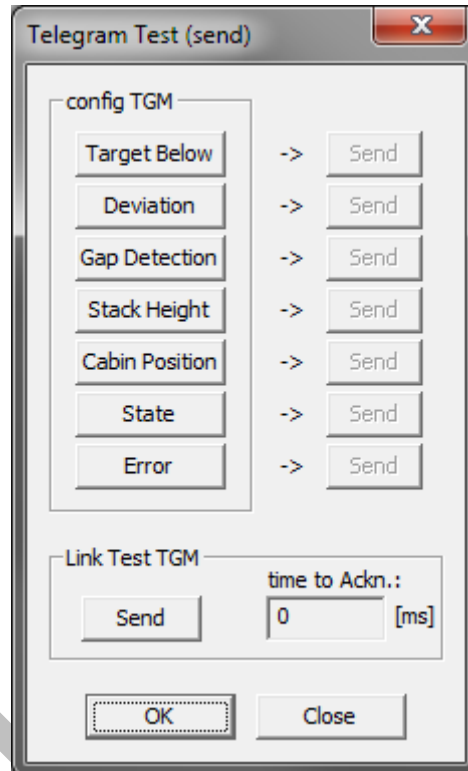 Telegram Test (send)
config TGM
Target Below -> Send
Deviation -> Send
Gap Detection -> Send
Stack Height -> Send
Cabin Position -> Send
State -> Send
Error -> Send
Link Test TGM
time to Ackn.:
Send 0 [ms]
OK Close